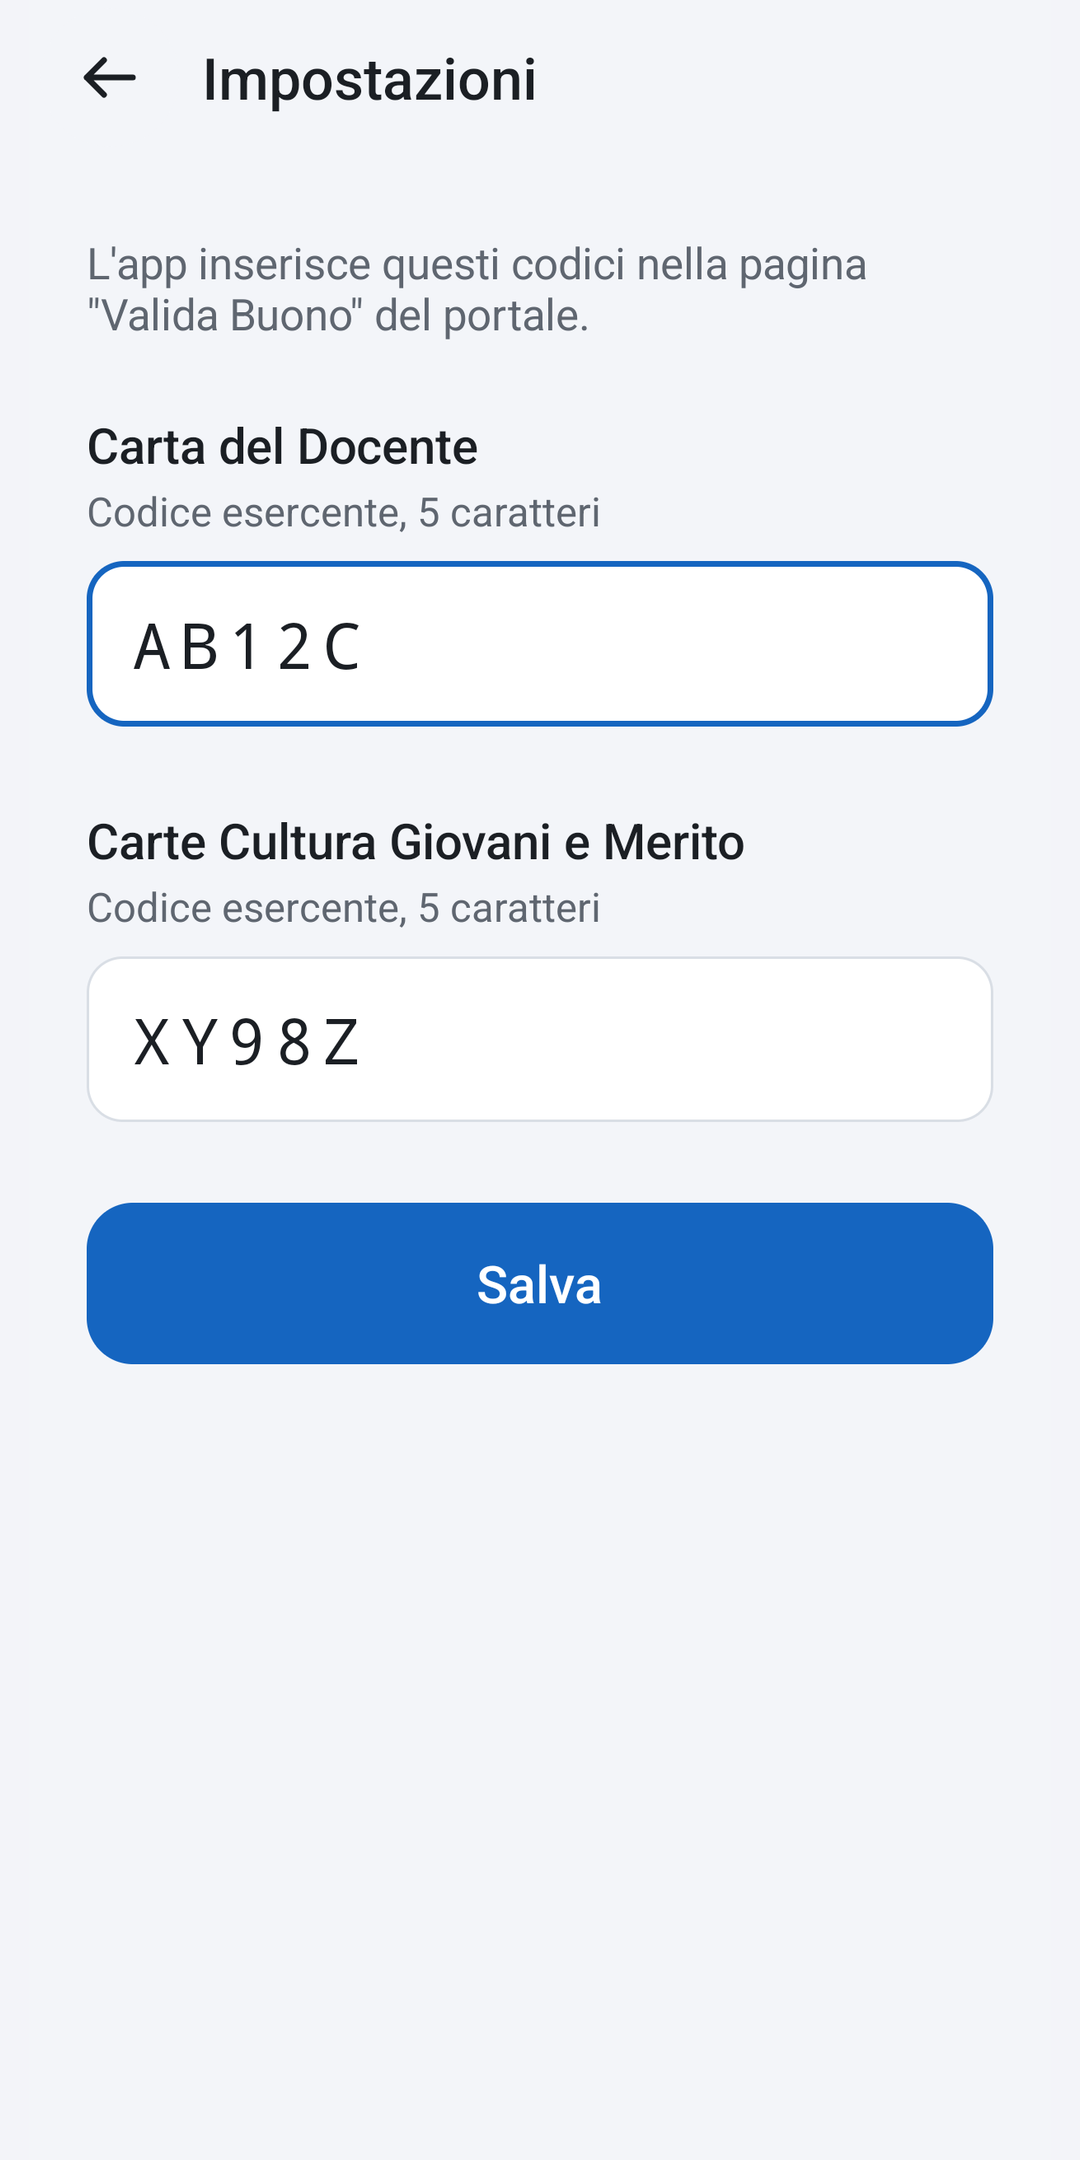 Impostazioni
L'app inserisce questi codici nella pagina
"Valida Buono" del portale.
Carta del Docente
Codice esercente, 5 caratteri
AB12C
Carte Cultura Giovani e Merito
Codice esercente, 5 caratteri
XY98Z
Salva